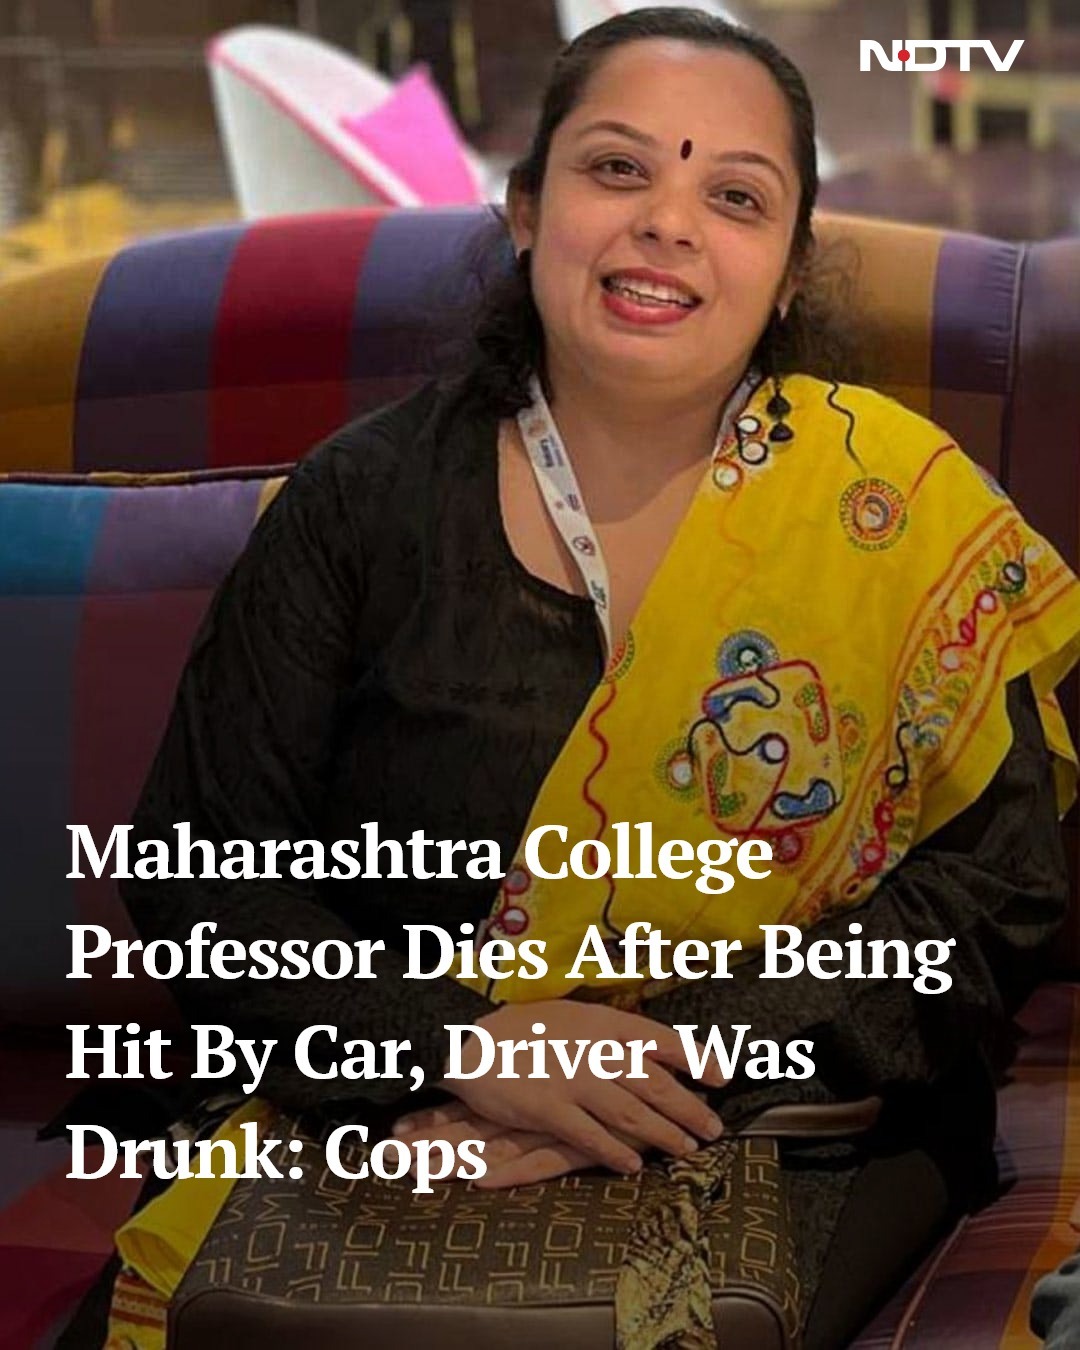 NDTV
Maharashtra College
Professor Dies After Being
Hit By Car, Driver Was
Drunk: Cops